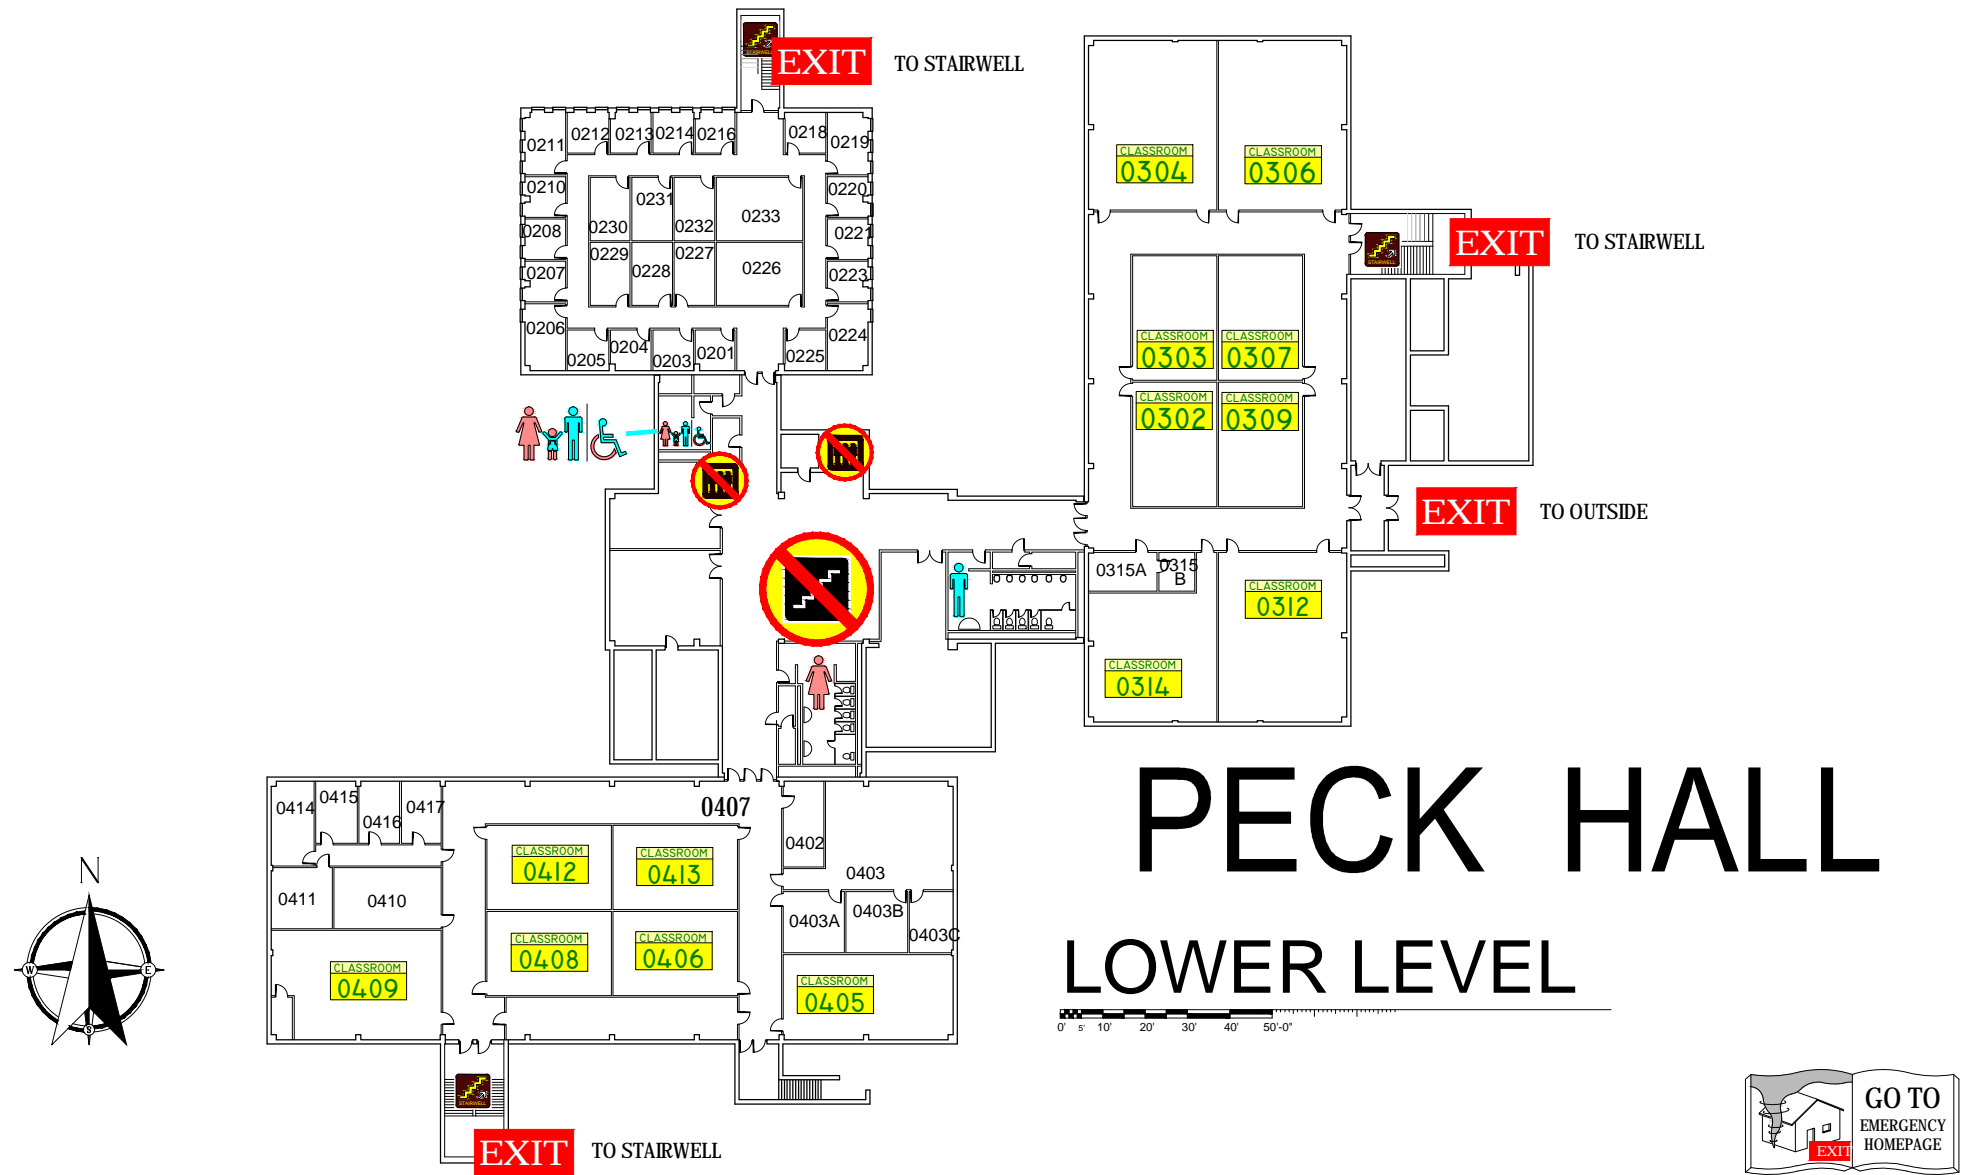 EXIT TO STAIRWELL
STAIRWELL
0211
0212
0213
0214
0216
0218
0219
0210
0220
0208
0221
0207
0223
0206
0224
0205
0204
0203
0201
0225
0230
0231
0232
0233
0229
0228
0227
0226
CLASSROOM
0304
CLASSROOM
0306
EXIT TO STAIRWELL
STAIRWELL
CLASSROOM
0303
CLASSROOM
0307
CLASSROOM
0302
CLASSROOM
0309
EXIT TO OUTSIDE
0315A
0315
B
CLASSROOM
0312
CLASSROOM
0314
PECK HALL
LOWER LEVEL
0' 5' 10' 20' 30' 40' 50'-0"
0414
0415
0416
0417
0407
0402
0403
0411
0410
0403A
0403B
0403C
CLASSROOM
0412
CLASSROOM
0413
CLASSROOM
0408
CLASSROOM
0406
CLASSROOM
0409
CLASSROOM
0405
N
W
E
S
STAIRWELL
EXIT TO STAIRWELL
GO TO
EMERGENCY
HOMEPAGE
EXIT